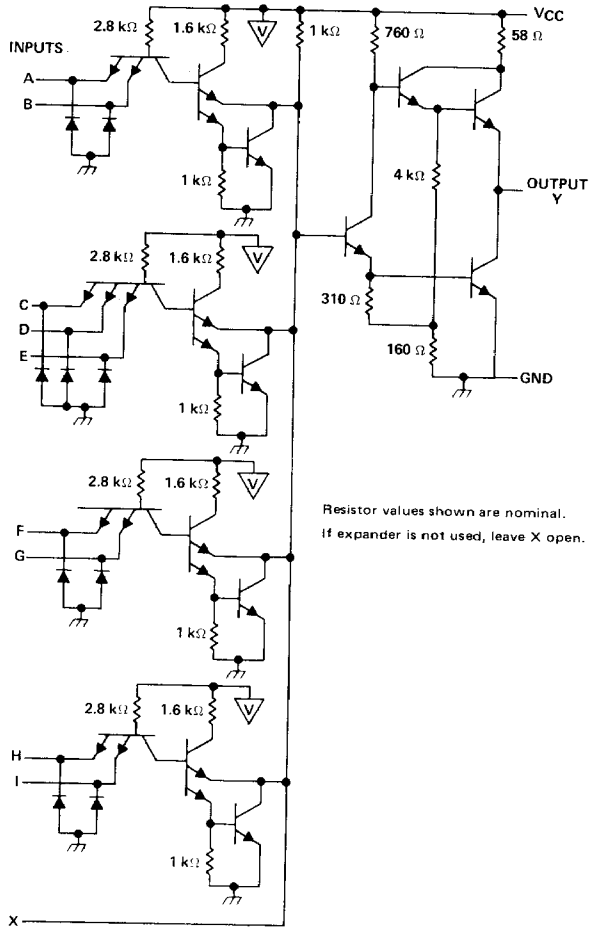 VCC
2.8 kΩ
1.6 kΩ
V
1 kΩ
760 Ω
58 Ω
INPUTS
A
B
1 kΩ
4 kΩ
OUTPUT
Y
2.8 kΩ
1.6 kΩ
V
C
D
E
310 Ω
160 Ω
1 kΩ
GND
2.8 kΩ
1.6 kΩ
V
Resistor values shown are nominal.
If expander is not used, leave X open.
F
G
1 kΩ
2.8 kΩ
1.6 kΩ
V
H
I
1 kΩ
X